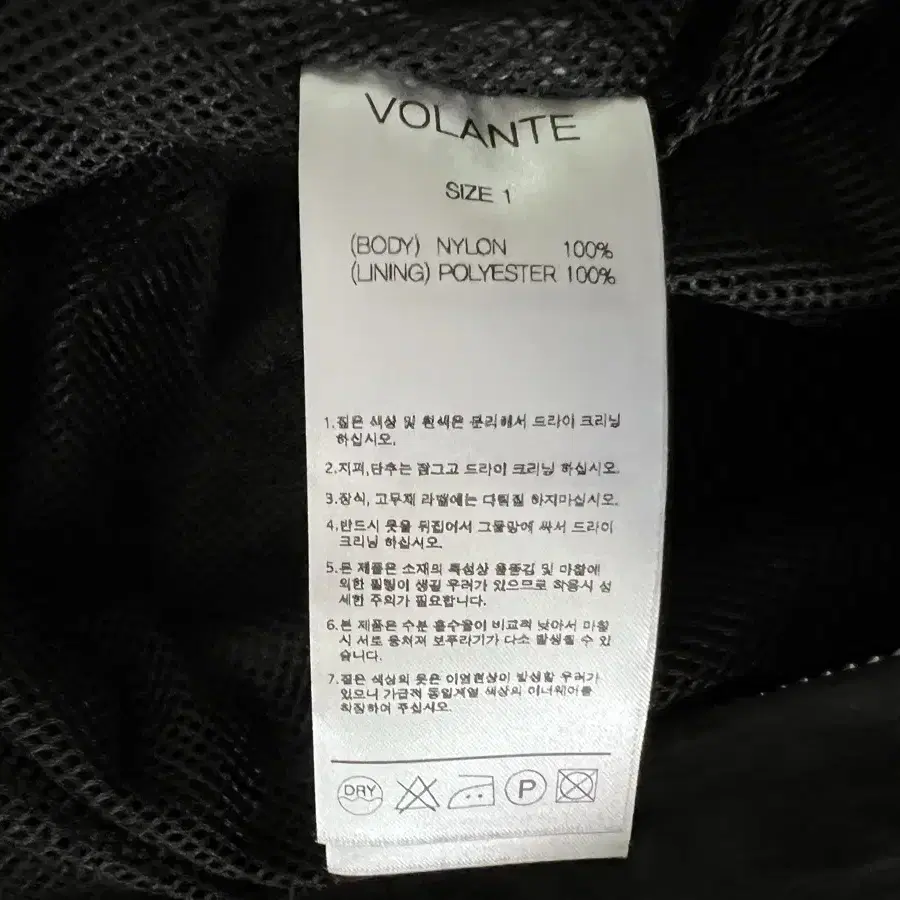 VOLANTE
SIZE 1
(BODY) NYLON 100%
(LINING) POLYESTER 100%
1.짙은 색상 및 흰색은 분리해서 드라이 크리닝
하십시오.
2.지퍼,단추는 잠그고 드라이 크리닝 하십시오.
3.장식, 고무재 라벨에는 다림질 하지마십시오.
4.반드시 옷을 뒤집어서 그물망에 싸서 드라이
크리닝 하십시오.
5.본 제품은 소재의 특성상 올뜯김 및 마찰에
의한 필링이 생길 우려가 있으므로 착용시 섬
세한 주의가 필요합니다.
6.본 제품은 수분 흡수율이 비교적 낮아서 마찰
시 서로 뭉쳐져 보푸라기가 다소 발생될 수 있
습니다.
7.짙은 색상의 옷은 이염현상이 발생할 우려가
있으니 가급적 동일계열 색상의 이너웨어를
착장하여 주십시오.
DRY
P